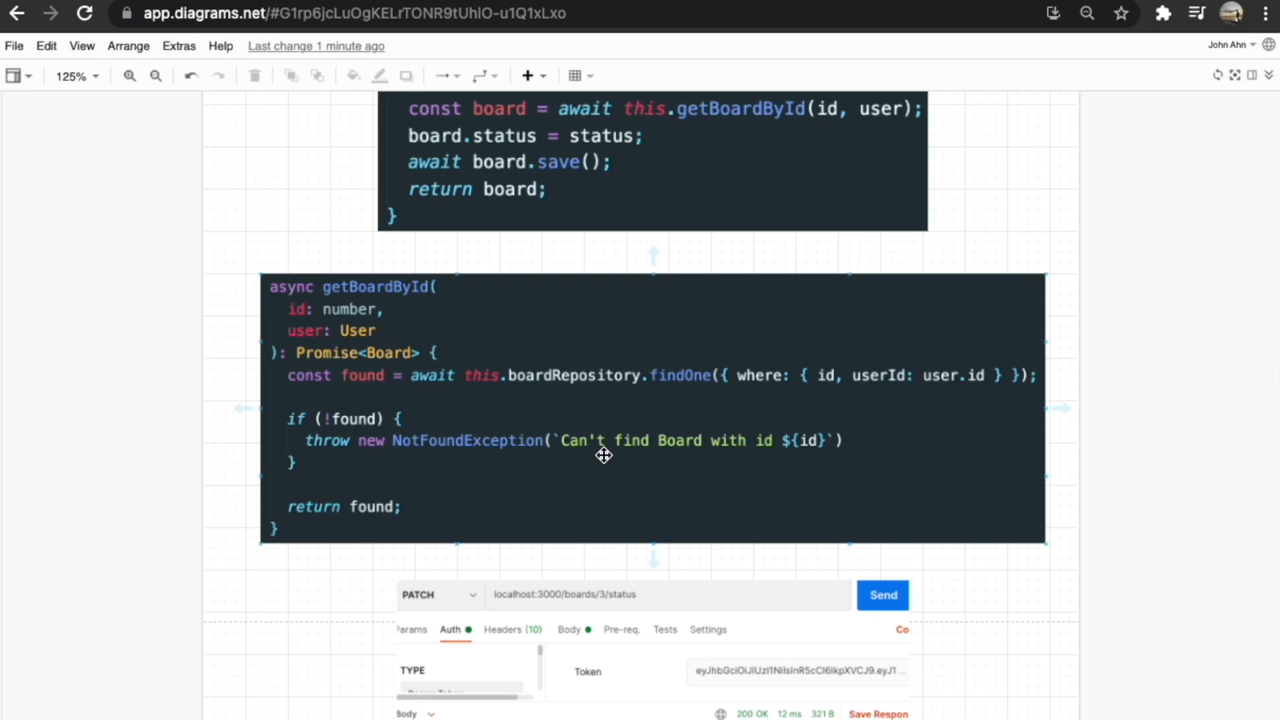 app.diagrams.net/#G1rp6jcLuOgKELrTONR9tUhlO-u1Q1xLxo
File Edit View Arrange Extras Help Last change 1 minute ago
John Ahn
125%
const board = await this.getBoardById(id, user);
board.status = status;
await board.save();
return board;
}
async getBoardById(
id: number,
user: User
): Promise<Board> {
const found = await this.boardRepository.findOne({ where: { id, userId: user.id } });
if (!found) {
throw new NotFoundException(`Can't find Board with id ${id}`)
}
return found;
}
PATCH localhost:3000/boards/3/status Send
Params Auth Headers (10) Body Pre-req. Tests Settings Co
TYPE
Token eyJhbGciOiJIUzI1NiIsInR5cCI6IkpXVCJ9.eyJ1...
Body 200 OK 12 ms 321 B Save Respon